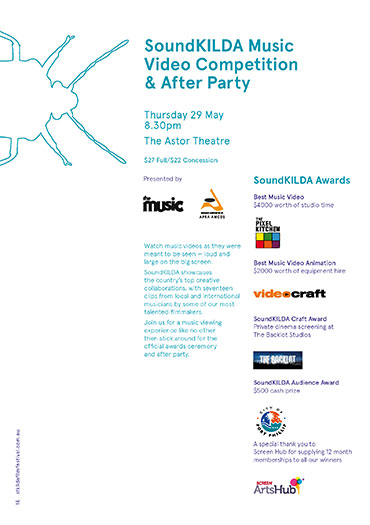 SoundKILDA Music
Video Competition
& After Party
Thursday 29 May
8.30pm
The Astor Theatre
$27 Full/$22 Concession
Presented by
the music
APRA AMCOS
Watch music videos as they were
meant to be seen – loud and
large on the big screen.
SoundKILDA showcases
the country's top creative
collaborations, with seventeen
clips from local and international
musicians by some of our most
talented filmmakers.
Join us for a music viewing
experience like no other
then stick around for the
official awards ceremony
and after party.
SoundKILDA Awards
Best Music Video
$4000 worth of studio time
THE
PIXEL
KITCHEN
Best Music Video Animation
$2000 worth of equipment hire
videocraft
SoundKILDA Craft Award
Private cinema screening at
The Backlot Studios
THE BACKLOT
SoundKILDA Audience Award
$500 cash prize
CITY OF
PORT PHILLIP
A special thank you to
Screen Hub for supplying 12 month
memberships to all our winners
SCREEN
ArtsHub
stkildafilmfestival.com.au